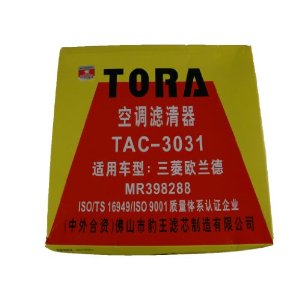 TORA
空调滤清器
TAC-3031
适用车型：三菱欧兰德
MR398288
ISO/TS 16949/ISO 9001 质量体系认证企业
(中外合资)佛山市豹王滤芯制造有限公司